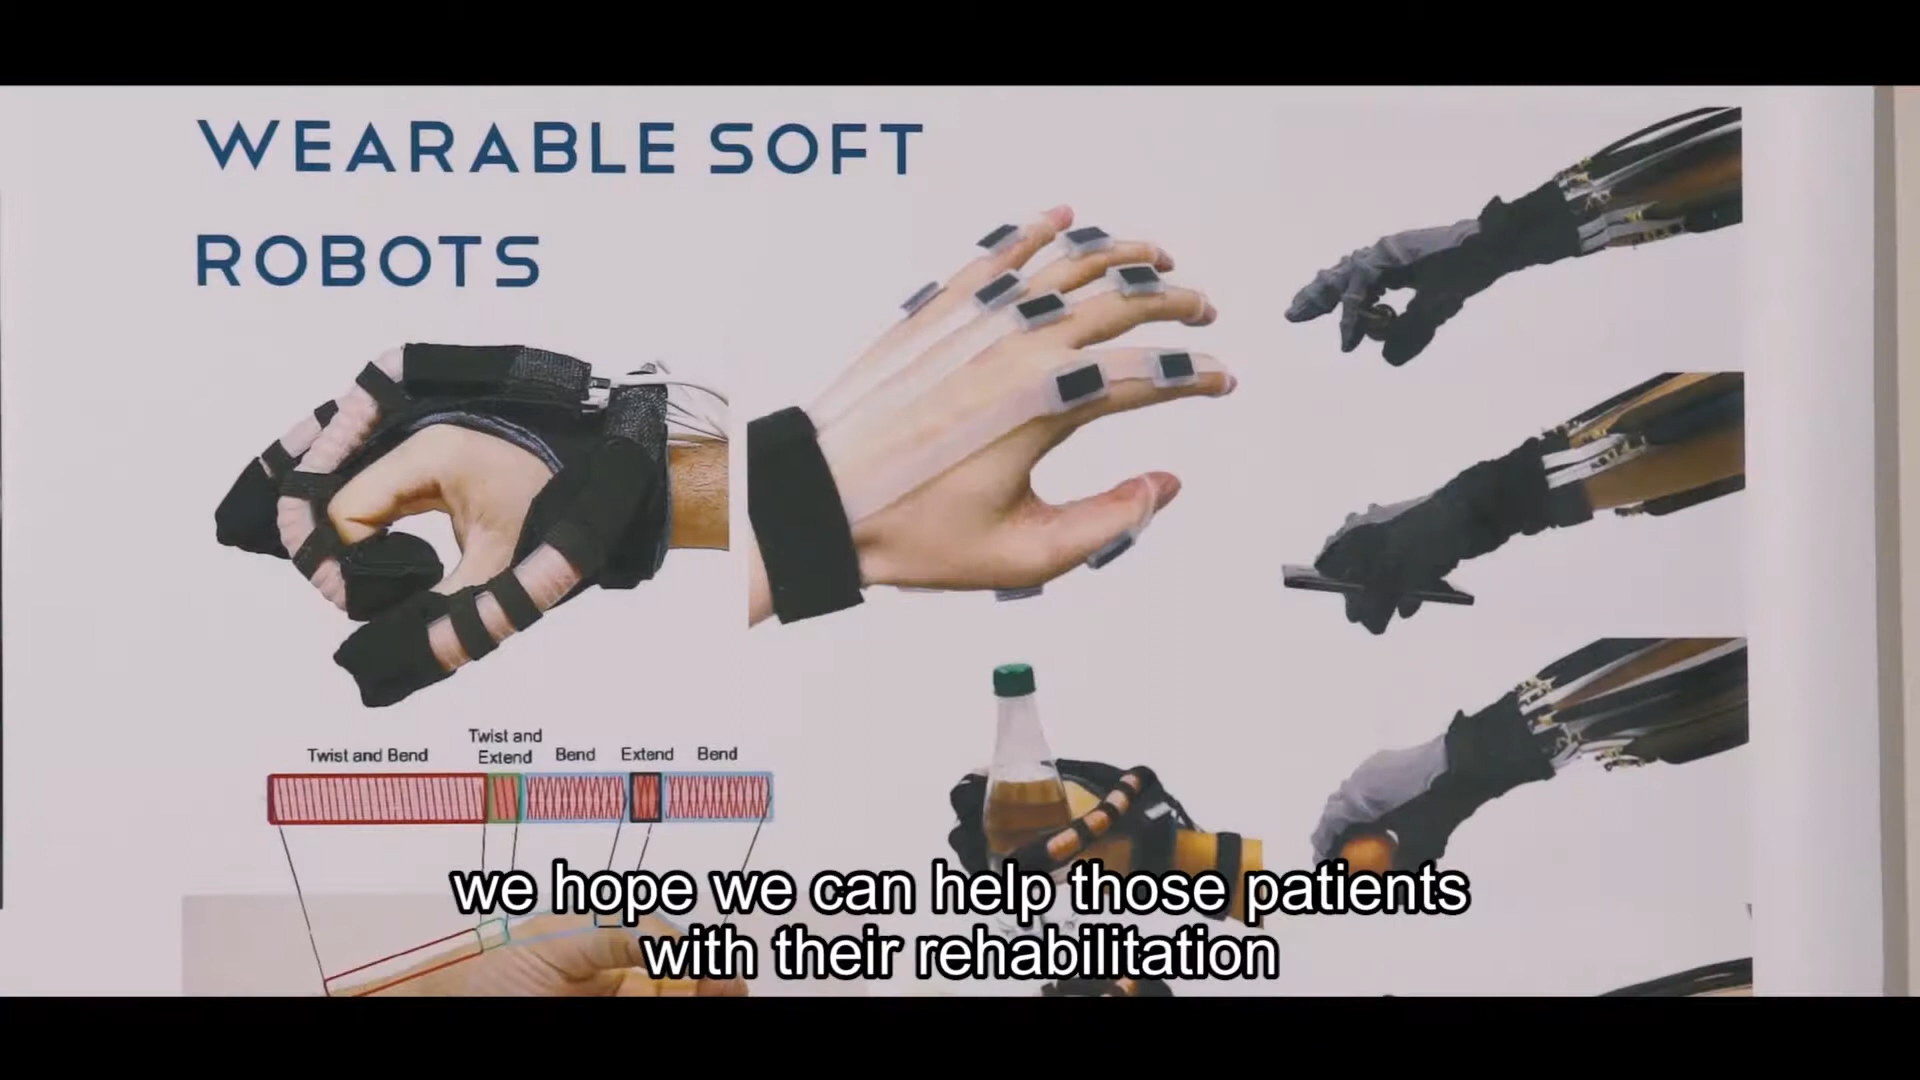 WEARABLE SOFT
ROBOTS
Twist and Bend
Twist and
Extend
Bend
Extend
Bend
we hope we can help those patients
with their rehabilitation